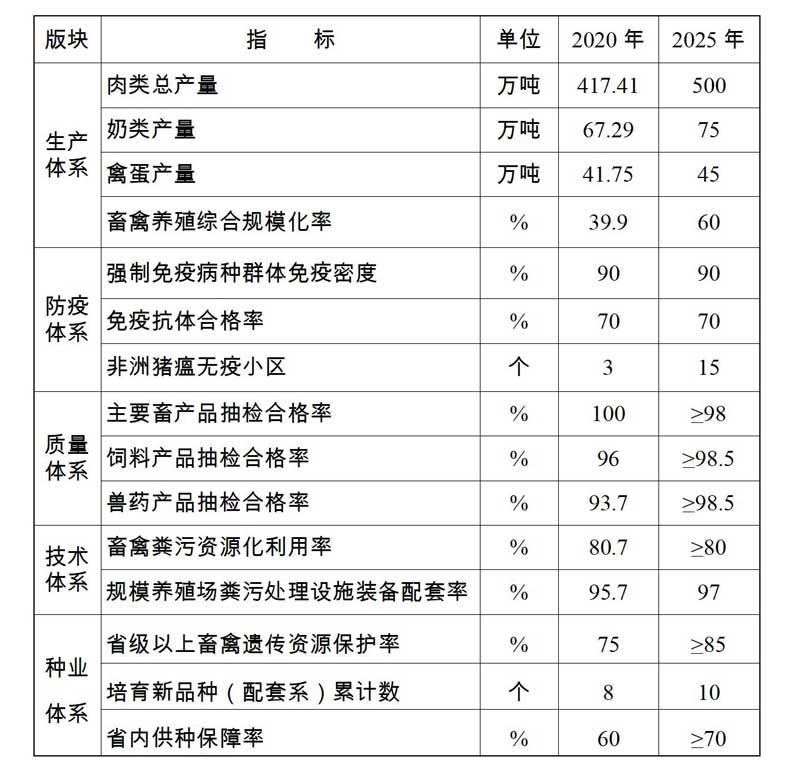 版块 指 标 单位 2020 年 2025 年
生产体系 肉类总产量 万吨 417.41 500
奶类产量 万吨 67.29 75
禽蛋产量 万吨 41.75 45
畜禽养殖综合规模化率 % 39.9 60
防疫体系 强制免疫病种群体免疫密度 % 90 90
免疫抗体合格率 % 70 70
非洲猪瘟无疫小区 个 3 15
质量体系 主要畜产品抽检合格率 % 100 ≥98
饲料产品抽检合格率 % 96 ≥98.5
兽药产品抽检合格率 % 93.7 ≥98.5
技术体系 畜禽粪污资源化利用率 % 80.7 ≥80
规模养殖场粪污处理设施装备配套率 % 95.7 97
种业体系 省级以上畜禽遗传资源保护率 % 75 ≥85
培育新品种（配套系）累计数 个 8 10
省内供种保障率 % 60 ≥70